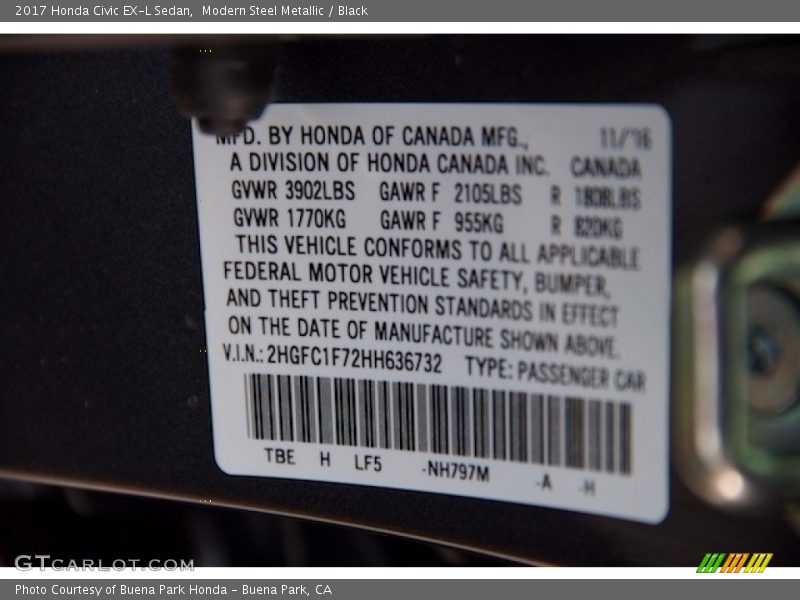 2017 Honda Civic EX-L Sedan,  Modern Steel Metallic / Black
MFD. BY HONDA OF CANADA MFG., 11/'16
A DIVISION OF HONDA CANADA INC. CANADA
GVWR 3902LBS GAWR F 2105LBS R 1808LBS
GVWR 1770KG GAWR F 955KG R 820KG
THIS VEHICLE CONFORMS TO ALL APPLICABLE
FEDERAL MOTOR VEHICLE SAFETY, BUMPER,
AND THEFT PREVENTION STANDARDS IN EFFECT
ON THE DATE OF MANUFACTURE SHOWN ABOVE.
V.I.N.: 2HGFC1F72HH636732 TYPE: PASSENGER CAR
TBE H LF5 -NH797M -A -H
GTCARLOT.COM
Photo Courtesy of Buena Park Honda - Buena Park, CA